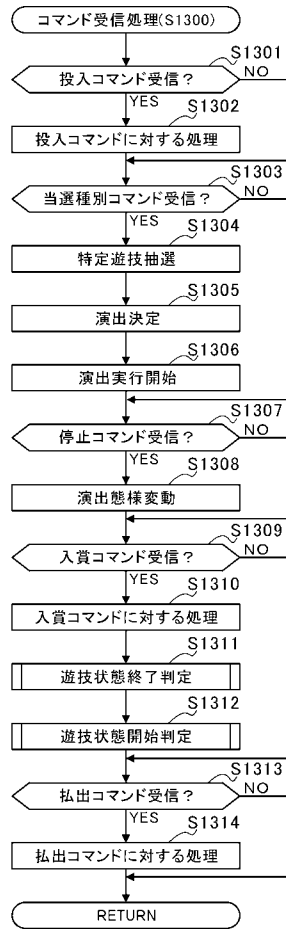 コマンド受信処理(S1300)
S1301
投入コマンド受信？
NO
YES
S1302
投入コマンドに対する処理
S1303
当選種別コマンド受信？
NO
YES
S1304
特定遊技抽選
S1305
演出決定
S1306
演出実行開始
S1307
停止コマンド受信？
NO
YES
S1308
演出態様変動
S1309
入賞コマンド受信？
NO
YES
S1310
入賞コマンドに対する処理
S1311
遊技状態終了判定
S1312
遊技状態開始判定
S1313
払出コマンド受信？
NO
YES
S1314
払出コマンドに対する処理
RETURN